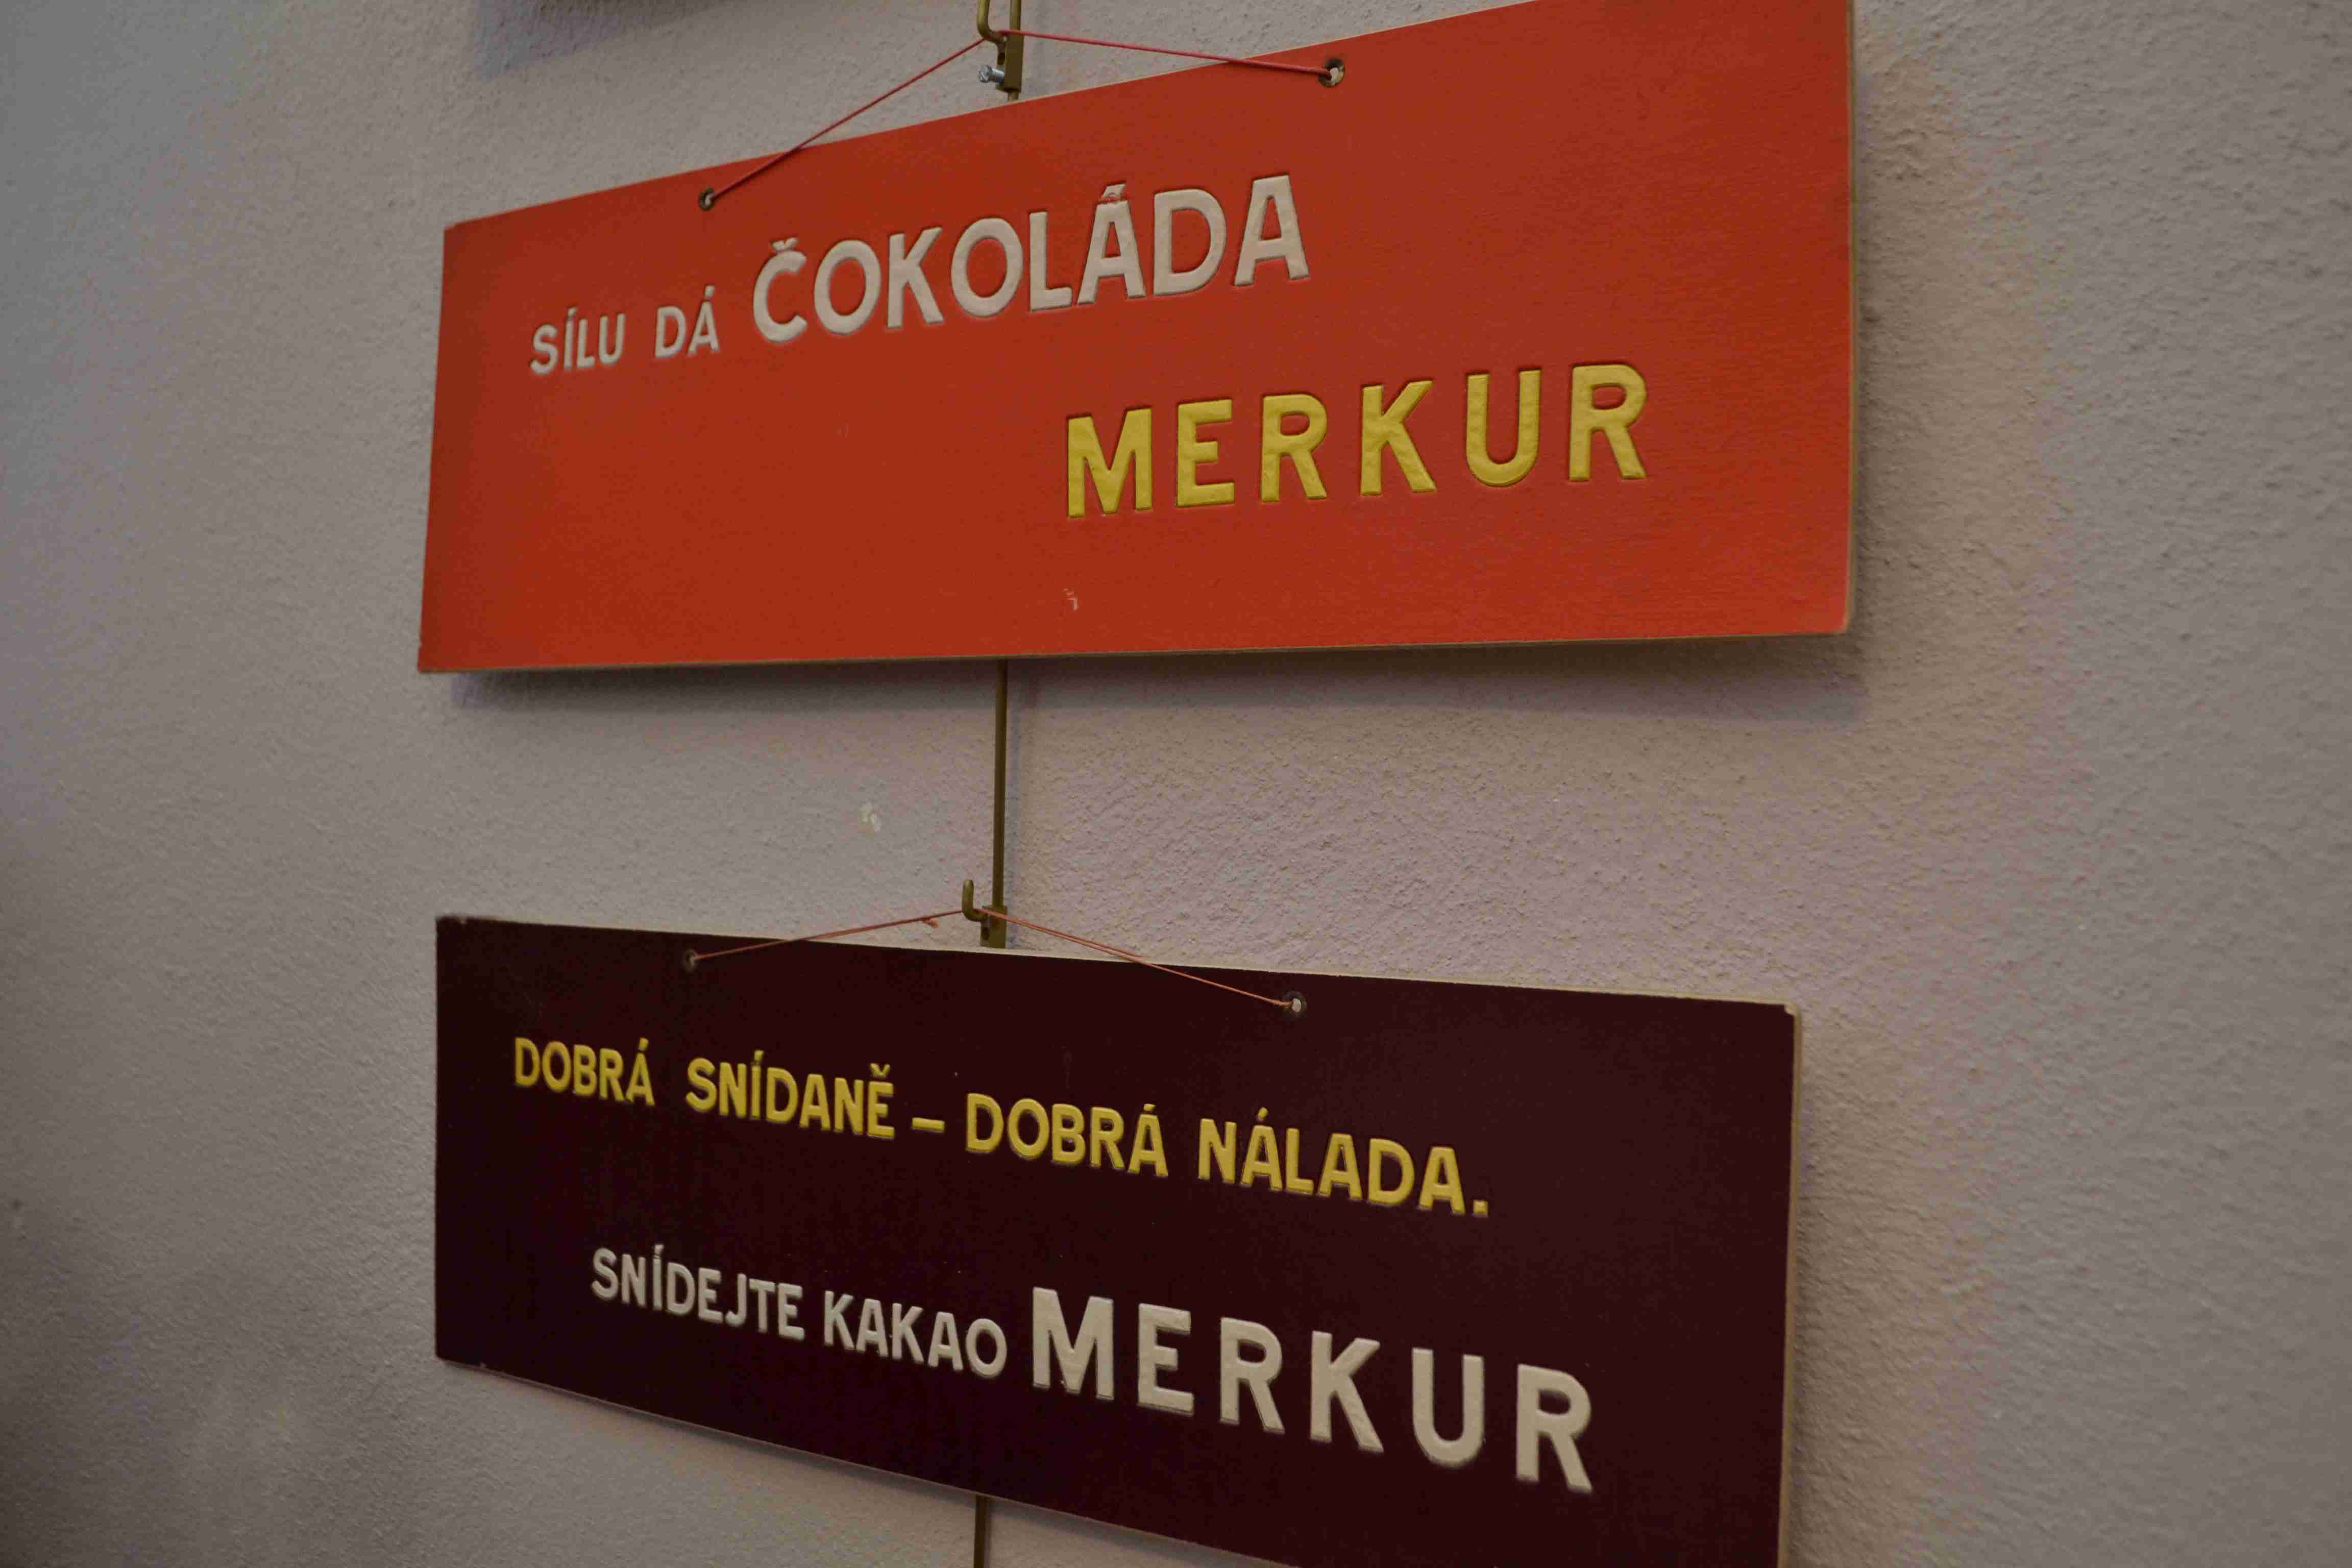 SÍLU DÁ ČOKOLÁDA
MERKUR
DOBRÁ SNÍDANĚ – DOBRÁ NÁLADA.
SNÍDEJTE KAKAO MERKUR